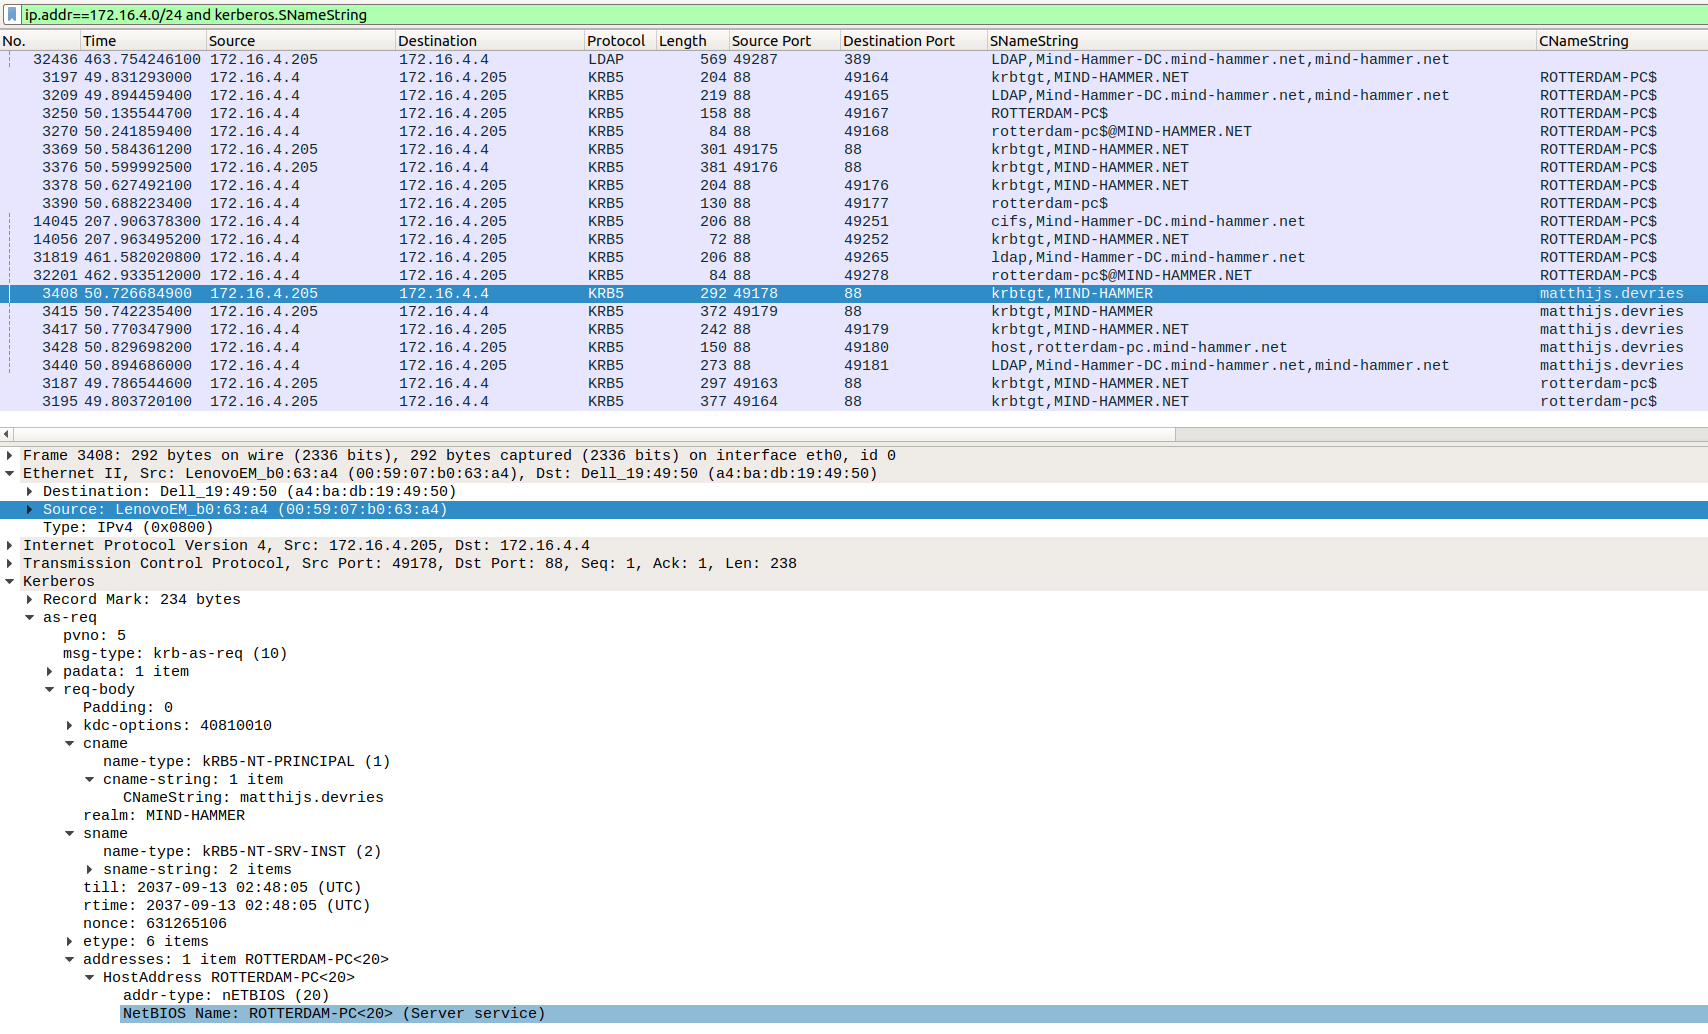 ip.addr==172.16.4.0/24 and kerberos.SNameString
No. Time Source Destination Protocol Length Source Port Destination Port SNameString CNameString
32436 463.754246100 172.16.4.205 172.16.4.4 LDAP 569 49287 389 LDAP,Mind-Hammer-DC.mind-hammer.net,mind-hammer.net
3197 49.831293000 172.16.4.4 172.16.4.205 KRB5 204 88 49164 krbtgt,MIND-HAMMER.NET ROTTERDAM-PC$
3209 49.894459400 172.16.4.4 172.16.4.205 KRB5 219 88 49165 LDAP,Mind-Hammer-DC.mind-hammer.net,mind-hammer.net ROTTERDAM-PC$
3250 50.135544700 172.16.4.4 172.16.4.205 KRB5 158 88 49167 ROTTERDAM-PC$ ROTTERDAM-PC$
3270 50.241859400 172.16.4.4 172.16.4.205 KRB5 84 88 49168 rotterdam-pc$@MIND-HAMMER.NET ROTTERDAM-PC$
3369 50.584361200 172.16.4.205 172.16.4.4 KRB5 301 49175 88 krbtgt,MIND-HAMMER.NET ROTTERDAM-PC$
3376 50.599992500 172.16.4.205 172.16.4.4 KRB5 381 49176 88 krbtgt,MIND-HAMMER.NET ROTTERDAM-PC$
3378 50.627492100 172.16.4.4 172.16.4.205 KRB5 204 88 49176 krbtgt,MIND-HAMMER.NET ROTTERDAM-PC$
3390 50.688223400 172.16.4.4 172.16.4.205 KRB5 130 88 49177 rotterdam-pc$ ROTTERDAM-PC$
14045 207.906378300 172.16.4.4 172.16.4.205 KRB5 206 88 49251 cifs,Mind-Hammer-DC.mind-hammer.net ROTTERDAM-PC$
14056 207.963495200 172.16.4.4 172.16.4.205 KRB5 72 88 49252 krbtgt,MIND-HAMMER.NET ROTTERDAM-PC$
31819 461.582020800 172.16.4.4 172.16.4.205 KRB5 206 88 49265 ldap,Mind-Hammer-DC.mind-hammer.net ROTTERDAM-PC$
32201 462.933512000 172.16.4.4 172.16.4.205 KRB5 84 88 49278 rotterdam-pc$@MIND-HAMMER.NET ROTTERDAM-PC$
3408 50.726684900 172.16.4.205 172.16.4.4 KRB5 292 49178 88 krbtgt,MIND-HAMMER matthijs.devries
3415 50.742235400 172.16.4.205 172.16.4.4 KRB5 372 49179 88 krbtgt,MIND-HAMMER matthijs.devries
3417 50.770347900 172.16.4.4 172.16.4.205 KRB5 242 88 49179 krbtgt,MIND-HAMMER.NET matthijs.devries
3428 50.829698200 172.16.4.4 172.16.4.205 KRB5 150 88 49180 host,rotterdam-pc.mind-hammer.net matthijs.devries
3440 50.894686000 172.16.4.4 172.16.4.205 KRB5 273 88 49181 LDAP,Mind-Hammer-DC.mind-hammer.net,mind-hammer.net matthijs.devries
3187 49.786544600 172.16.4.205 172.16.4.4 KRB5 297 49163 88 krbtgt,MIND-HAMMER.NET rotterdam-pc$
3195 49.803720100 172.16.4.205 172.16.4.4 KRB5 377 49164 88 krbtgt,MIND-HAMMER.NET rotterdam-pc$
Frame 3408: 292 bytes on wire (2336 bits), 292 bytes captured (2336 bits) on interface eth0, id 0
Ethernet II, Src: LenovoEM_b0:63:a4 (00:59:07:b0:63:a4), Dst: Dell_19:49:50 (a4:ba:db:19:49:50)
Destination: Dell_19:49:50 (a4:ba:db:19:49:50)
Source: LenovoEM_b0:63:a4 (00:59:07:b0:63:a4)
Type: IPv4 (0x0800)
Internet Protocol Version 4, Src: 172.16.4.205, Dst: 172.16.4.4
Transmission Control Protocol, Src Port: 49178, Dst Port: 88, Seq: 1, Ack: 1, Len: 238
Kerberos
Record Mark: 234 bytes
as-req
pvno: 5
msg-type: krb-as-req (10)
padata: 1 item
req-body
Padding: 0
kdc-options: 40810010
cname
name-type: kRB5-NT-PRINCIPAL (1)
cname-string: 1 item
CNameString: matthijs.devries
realm: MIND-HAMMER
sname
name-type: kRB5-NT-SRV-INST (2)
sname-string: 2 items
till: 2037-09-13 02:48:05 (UTC)
rtime: 2037-09-13 02:48:05 (UTC)
nonce: 631265106
etype: 6 items
addresses: 1 item ROTTERDAM-PC<20>
HostAddress ROTTERDAM-PC<20>
addr-type: nETBIOS (20)
NetBIOS Name: ROTTERDAM-PC<20> (Server service)